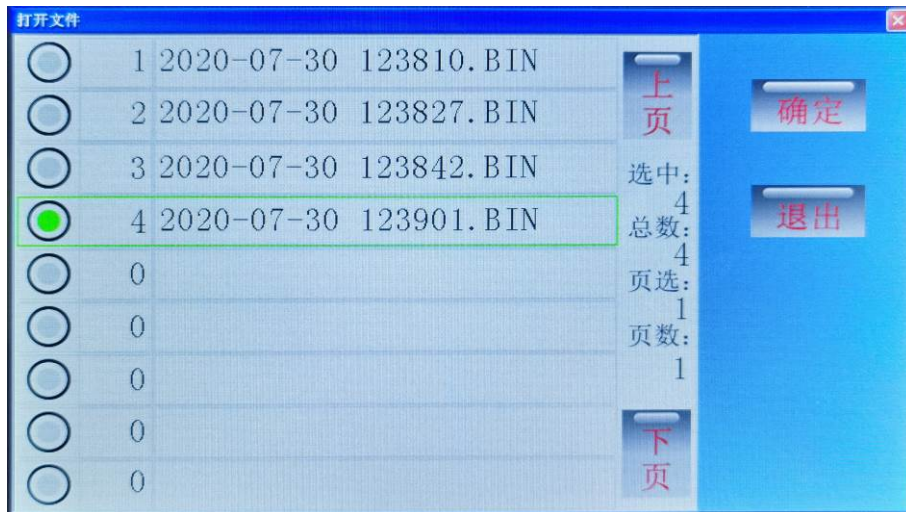 打开文件
1 2020-07-30 123810.BIN
2 2020-07-30 123827.BIN
3 2020-07-30 123842.BIN
4 2020-07-30 123901.BIN
0
0
0
0
0
上页
选中:
4
总数:
4
页选:
1
页数:
1
下页
确定
退出